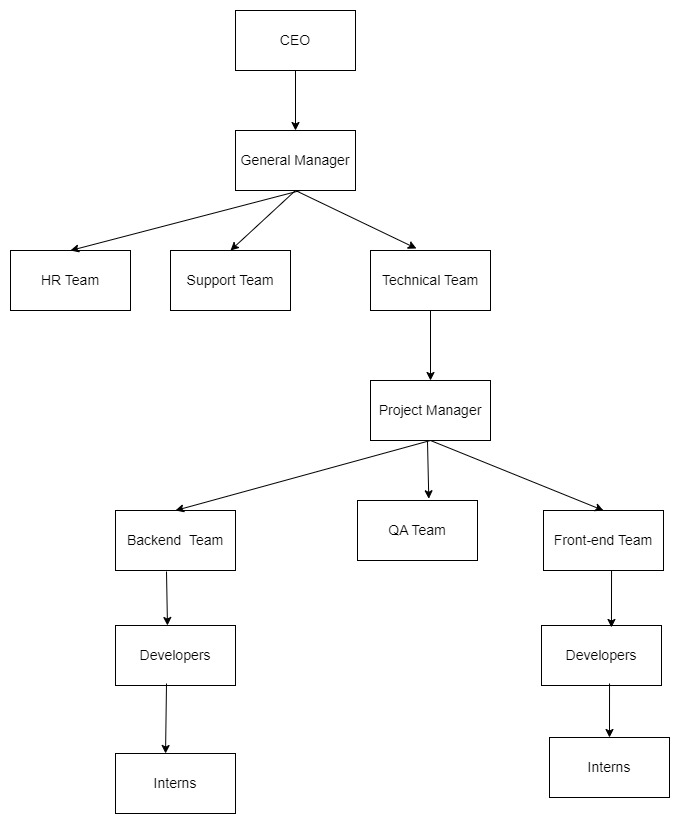 CEO
General Manager
HR Team
Support Team
Technical Team
Project Manager
Backend  Team
QA Team
Front-end Team
Developers
Developers
Interns
Interns